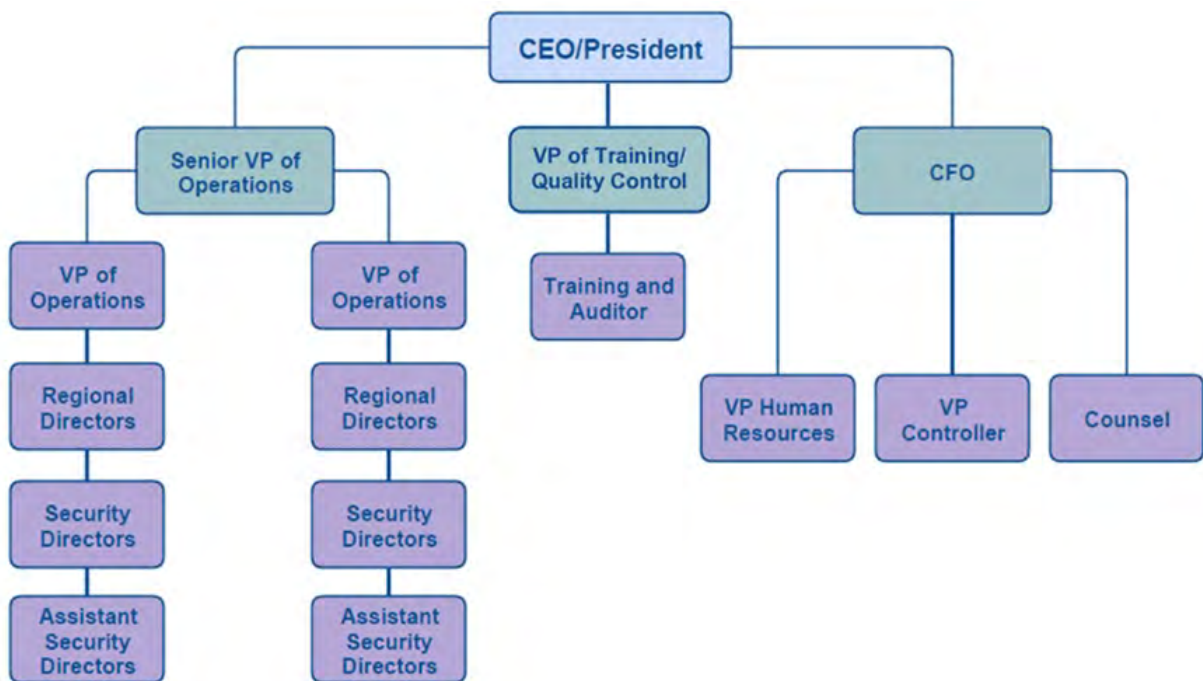 CEO/President
Senior VP of
Operations
VP of Training/
Quality Control
CFO
VP of
Operations
VP of
Operations
Training and
Auditor
Regional
Directors
Regional
Directors
VP Human
Resources
VP
Controller
Counsel
Security
Directors
Security
Directors
Assistant
Security
Directors
Assistant
Security
Directors